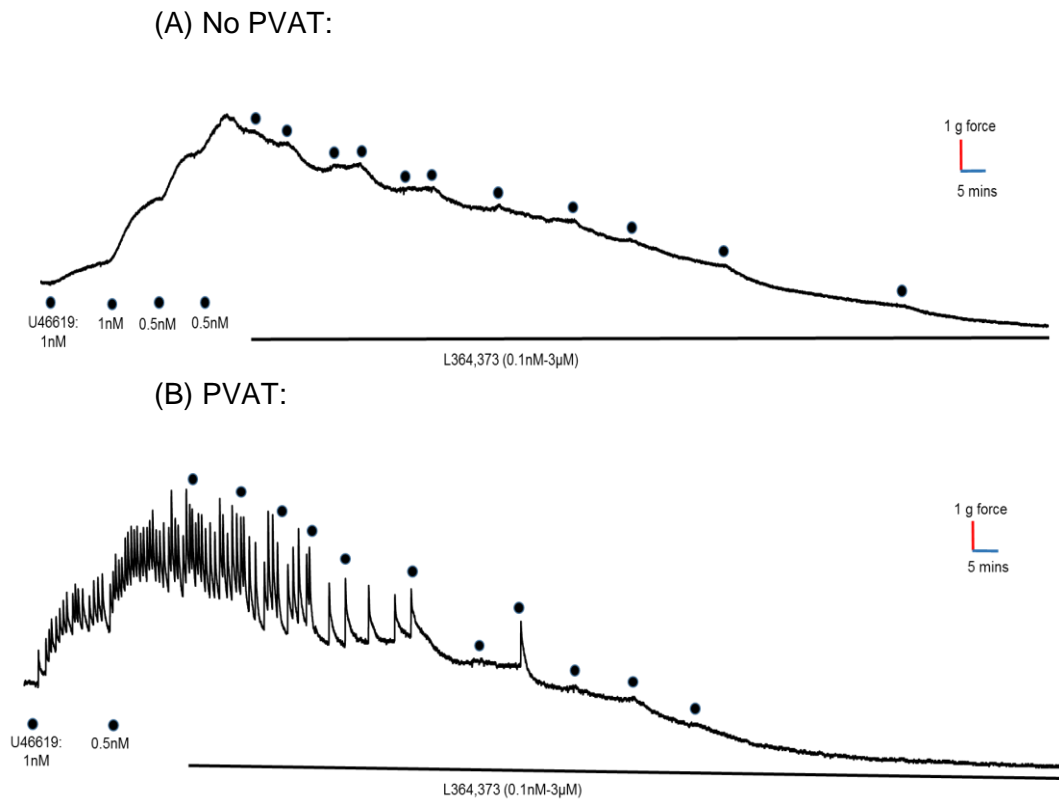 (A) No PVAT:
1 g force
5 mins
U46619:
1nM
1nM
0.5nM
0.5nM
L364,373 (0.1nM-3µM)
(B) PVAT:
1 g force
5 mins
U46619:
1nM
0.5nM
L364,373 (0.1nM-3µM)